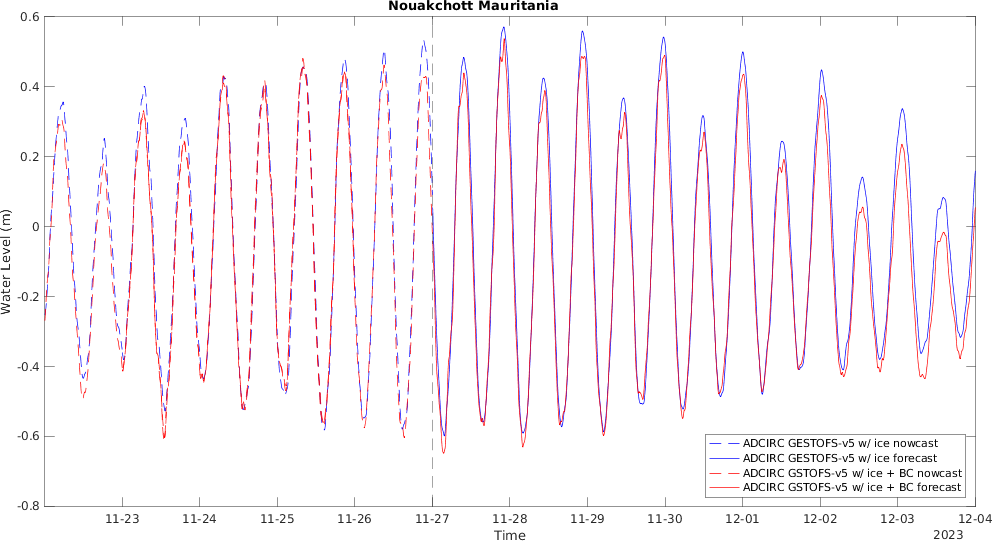 Nouakchott Mauritania
0.6
0.4
0.2
0
-0.2
-0.4
-0.6
-0.8
Water Level (m)
ADCIRC GESTOFS-v5 w/ ice nowcast
ADCIRC GESTOFS-v5 w/ ice forecast
ADCIRC GSTOFS-v5 w/ ice + BC nowcast
ADCIRC GSTOFS-v5 w/ ice + BC forecast
11-23 11-24 11-25 11-26 11-27 11-28 11-29 11-30 12-01 12-02 12-03 12-04
Time
2023